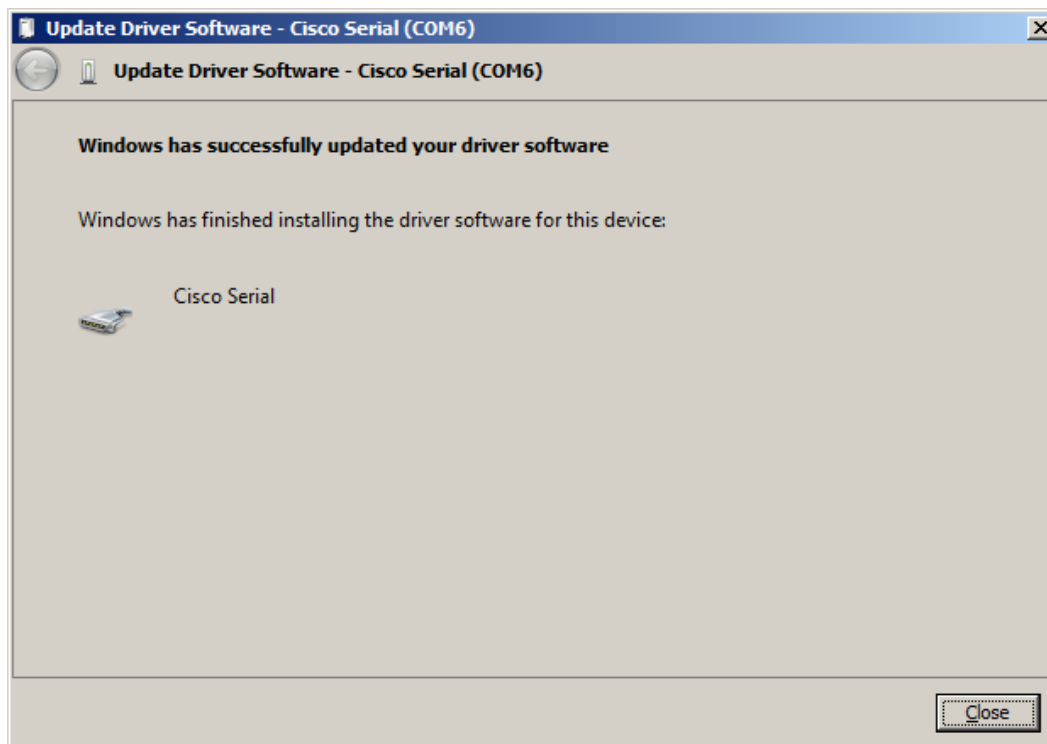 Update Driver Software - Cisco Serial (COM6)
Update Driver Software - Cisco Serial (COM6)
Windows has successfully updated your driver software
Windows has finished installing the driver software for this device:
Cisco Serial
Close